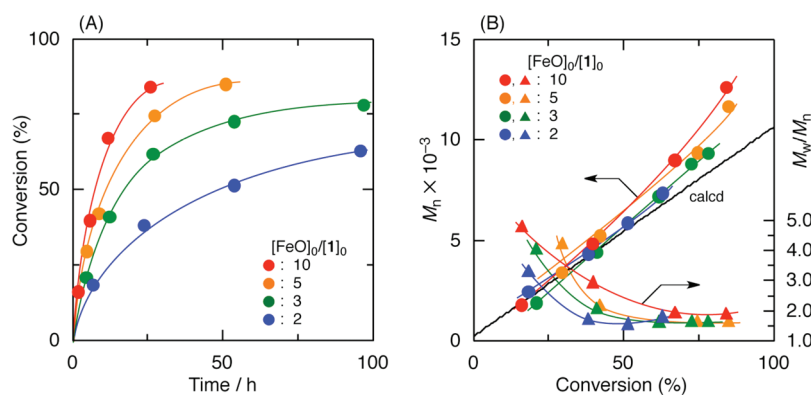 (A)
100
50
0
Conversion (%)
0
50
100
Time / h
[FeO]₀/[1]₀
: 10
: 5
: 3
: 2
(B)
15
10
5
0
Mn × 10⁻³
0
50
100
Conversion (%)
[FeO]₀/[1]₀
, : 10
, : 5
, : 3
, : 2
calcd
5.0
4.0
3.0
2.0
1.0
Mw/Mn